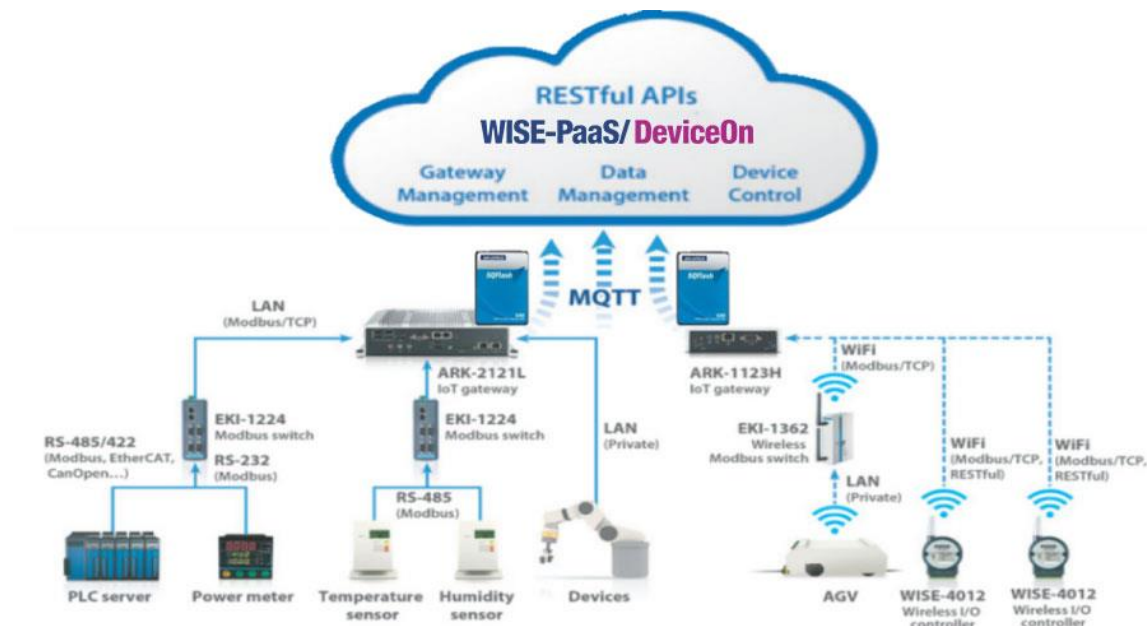 RESTful APIs
WISE-PaaS/DeviceOn
Gateway
Management
Data
Management
Device
Control
SQFlash
MQTT
SQFlash
LAN
(Modbus/TCP)
ARK-2121L
IoT gateway
ARK-1123H
IoT gateway
WiFi
(Modbus/TCP)
EKI-1224
Modbus switch
EKI-1224
Modbus switch
LAN
(Private)
EKI-1362
Wireless
Modbus switch
RS-485/422
(Modbus, EtherCAT,
CanOpen...)
RS-232
(Modbus)
RS-485
(Modbus)
LAN
(Private)
WiFi
(Modbus/TCP,
RESTful)
WiFi
(Modbus/TCP,
RESTful)
PLC server
Power meter
Temperature
sensor
Humidity
sensor
Devices
AGV
WISE-4012
Wireless I/O
controller
WISE-4012
Wireless I/O
controller